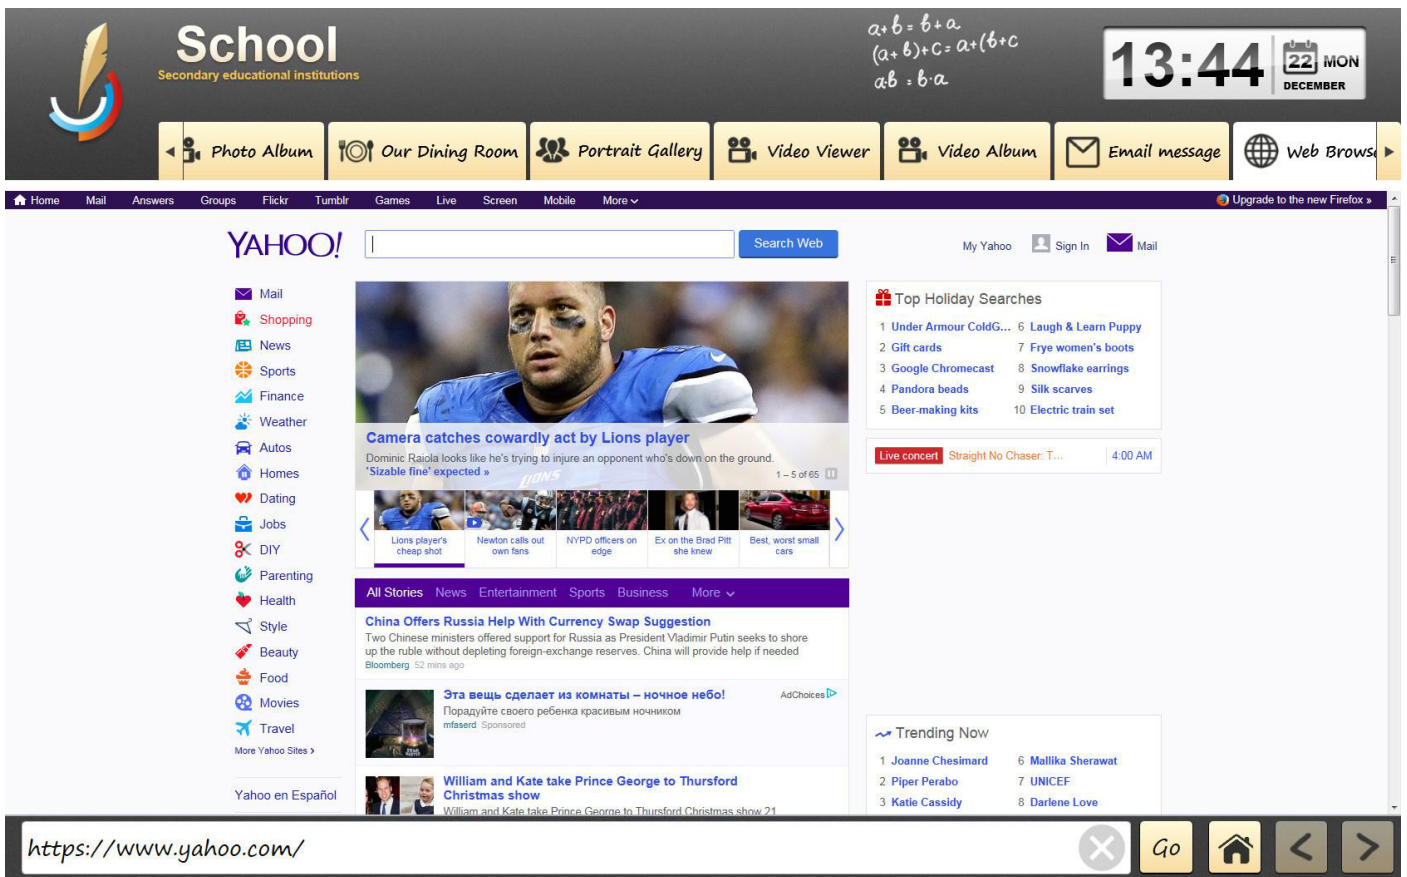 School
Secondary educational institutions
a+b = b+a
(a+b)+c = a+(b+c
a·b = b·a
13:44
22 MON
DECEMBER
Photo Album
Our Dining Room
Portrait Gallery
Video Viewer
Video Album
Email message
Web Brows
Home Mail Answers Groups Flickr Tumblr Games Live Screen Mobile More
Upgrade to the new Firefox »
YAHOO!
Search Web
My Yahoo Sign In Mail
Mail
Shopping
News
Sports
Finance
Weather
Autos
Homes
Dating
Jobs
DIY
Parenting
Health
Style
Beauty
Food
Movies
Travel
More Yahoo Sites >
Yahoo en Español
LIONS
Camera catches cowardly act by Lions player
Dominic Raiola looks like he's trying to injure an opponent who's down on the ground.
'Sizable fine' expected »
1 – 5 of 65
Lions player's
cheap shot
Newton calls out
own fans
NYPD officers on
edge
Ex on the Brad Pitt
she knew
Best, worst small
cars
All Stories News Entertainment Sports Business More
China Offers Russia Help With Currency Swap Suggestion
Two Chinese ministers offered support for Russia as President Vladimir Putin seeks to shore
up the ruble without depleting foreign-exchange reserves. China will provide help if needed
Bloomberg 52 mins ago
Эта вещь сделает из комнаты – ночное небо!
AdChoices
Порадуйте своего ребенка красивым ночником
mfaserd Sponsored
William and Kate take Prince George to Thursford
Christmas show
William and Kate take Prince George to Thursford Christmas show 21
Top Holiday Searches
1 Under Armour ColdG... 6 Laugh & Learn Puppy
2 Gift cards 7 Frye women's boots
3 Google Chromecast 8 Snowflake earrings
4 Pandora beads 9 Silk scarves
5 Beer-making kits 10 Electric train set
Live concert Straight No Chaser: T... 4:00 AM
Trending Now
1 Joanne Chesimard 6 Mallika Sherawat
2 Piper Perabo 7 UNICEF
3 Katie Cassidy 8 Darlene Love
https://www.yahoo.com/
Go